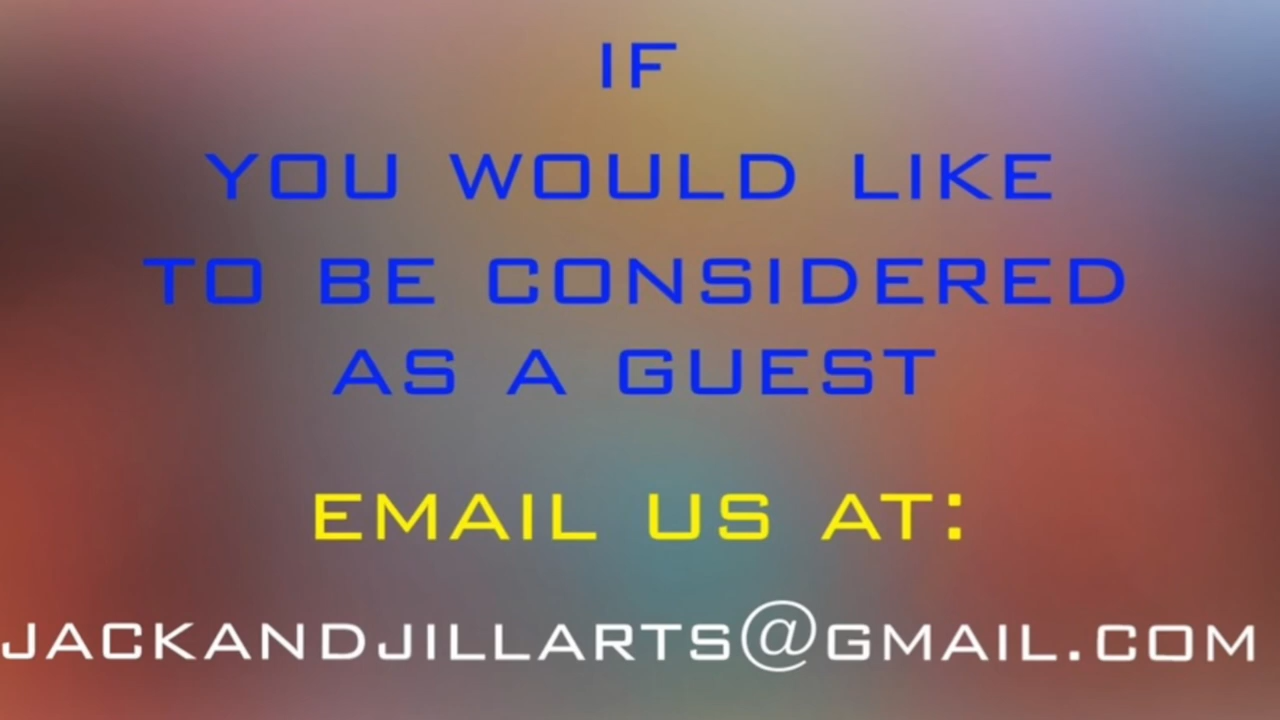 IF
YOU WOULD LIKE
TO BE CONSIDERED
AS A GUEST
EMAIL US AT:
JACKANDJILLARTS@GMAIL.COM